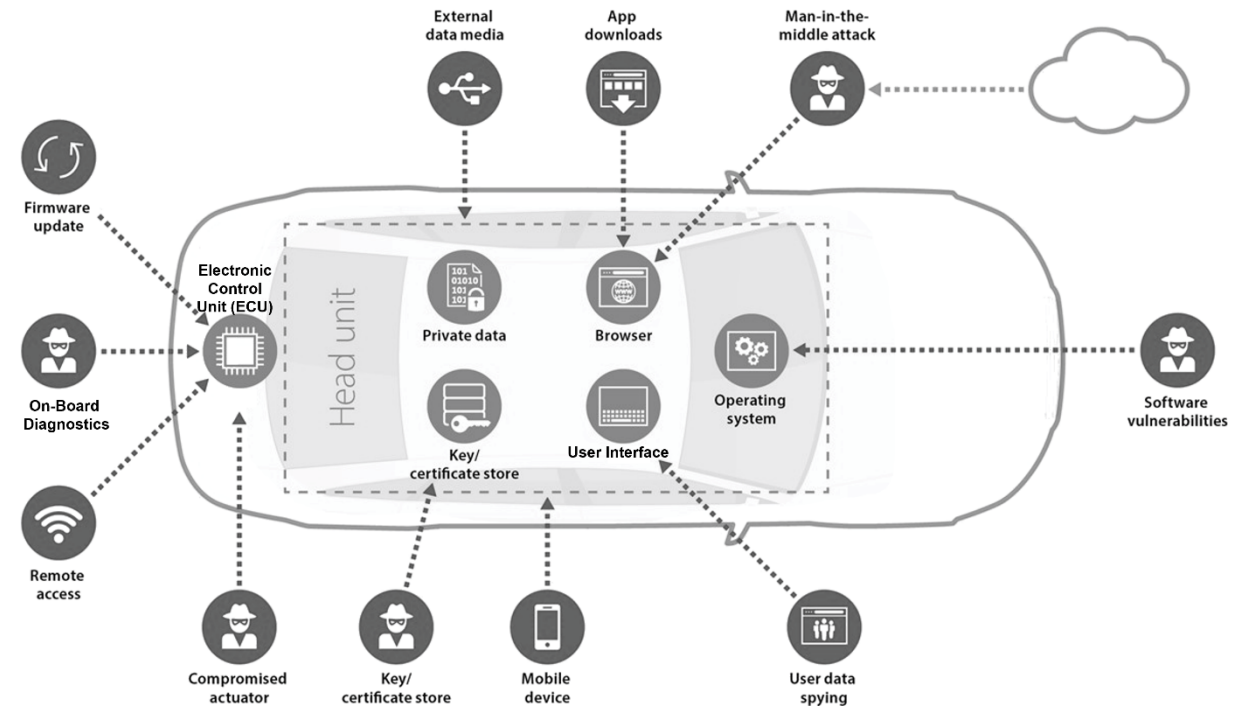 External
data media
App
downloads
Man-in-the-
middle attack
Firmware
update
Electronic
Control
Unit (ECU)
On-Board
Diagnostics
Remote
access
Head unit
101
01010
101
101
Private data
www
Browser
Key/
certificate store
User Interface
Operating
system
Software
vulnerabilities
Compromised
actuator
Key/
certificate store
Mobile
device
User data
spying